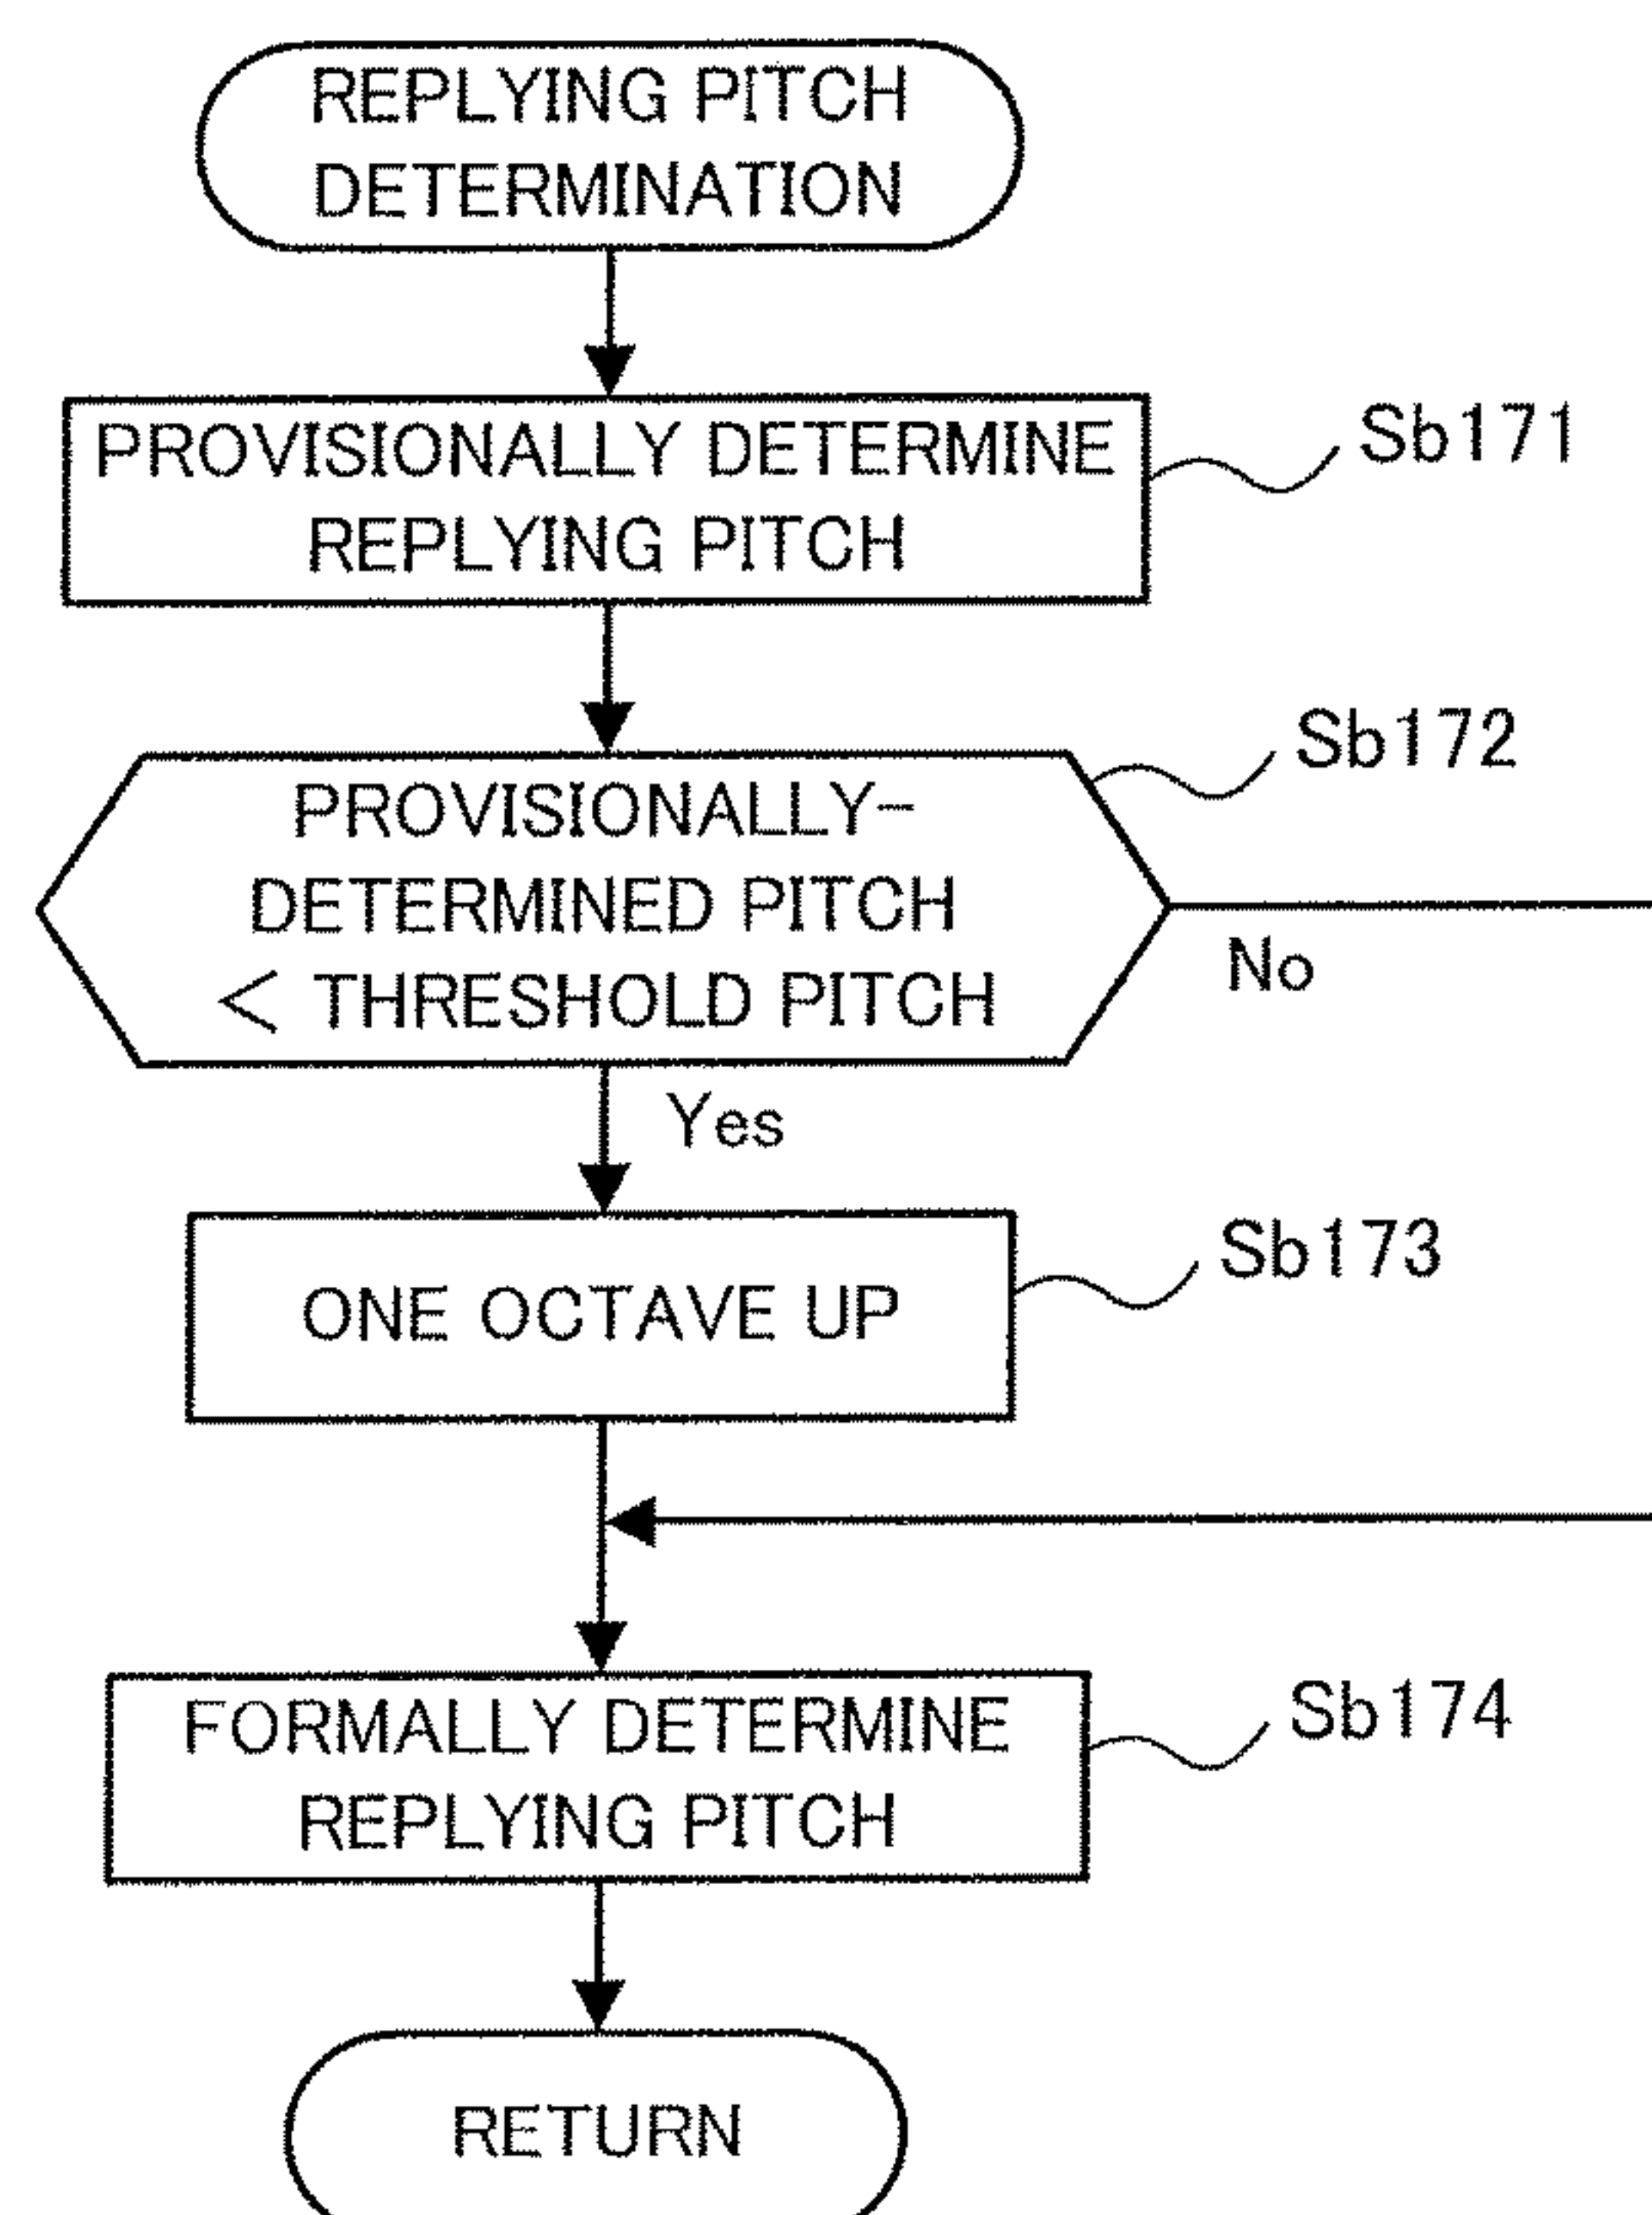 REPLYING PITCH
DETERMINATION
PROVISIONALLY DETERMINE
REPLYING PITCH
Sb171
PROVISIONALLY-
DETERMINED PITCH
< THRESHOLD PITCH
Sb172
No
Yes
ONE OCTAVE UP
Sb173
FORMALLY DETERMINE
REPLYING PITCH
Sb174
RETURN